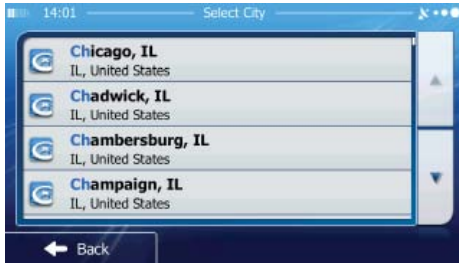 14:01
Select City
Chicago, IL
IL, United States
Chadwick, IL
IL, United States
Chambersburg, IL
IL, United States
Champaign, IL
IL, United States
Back